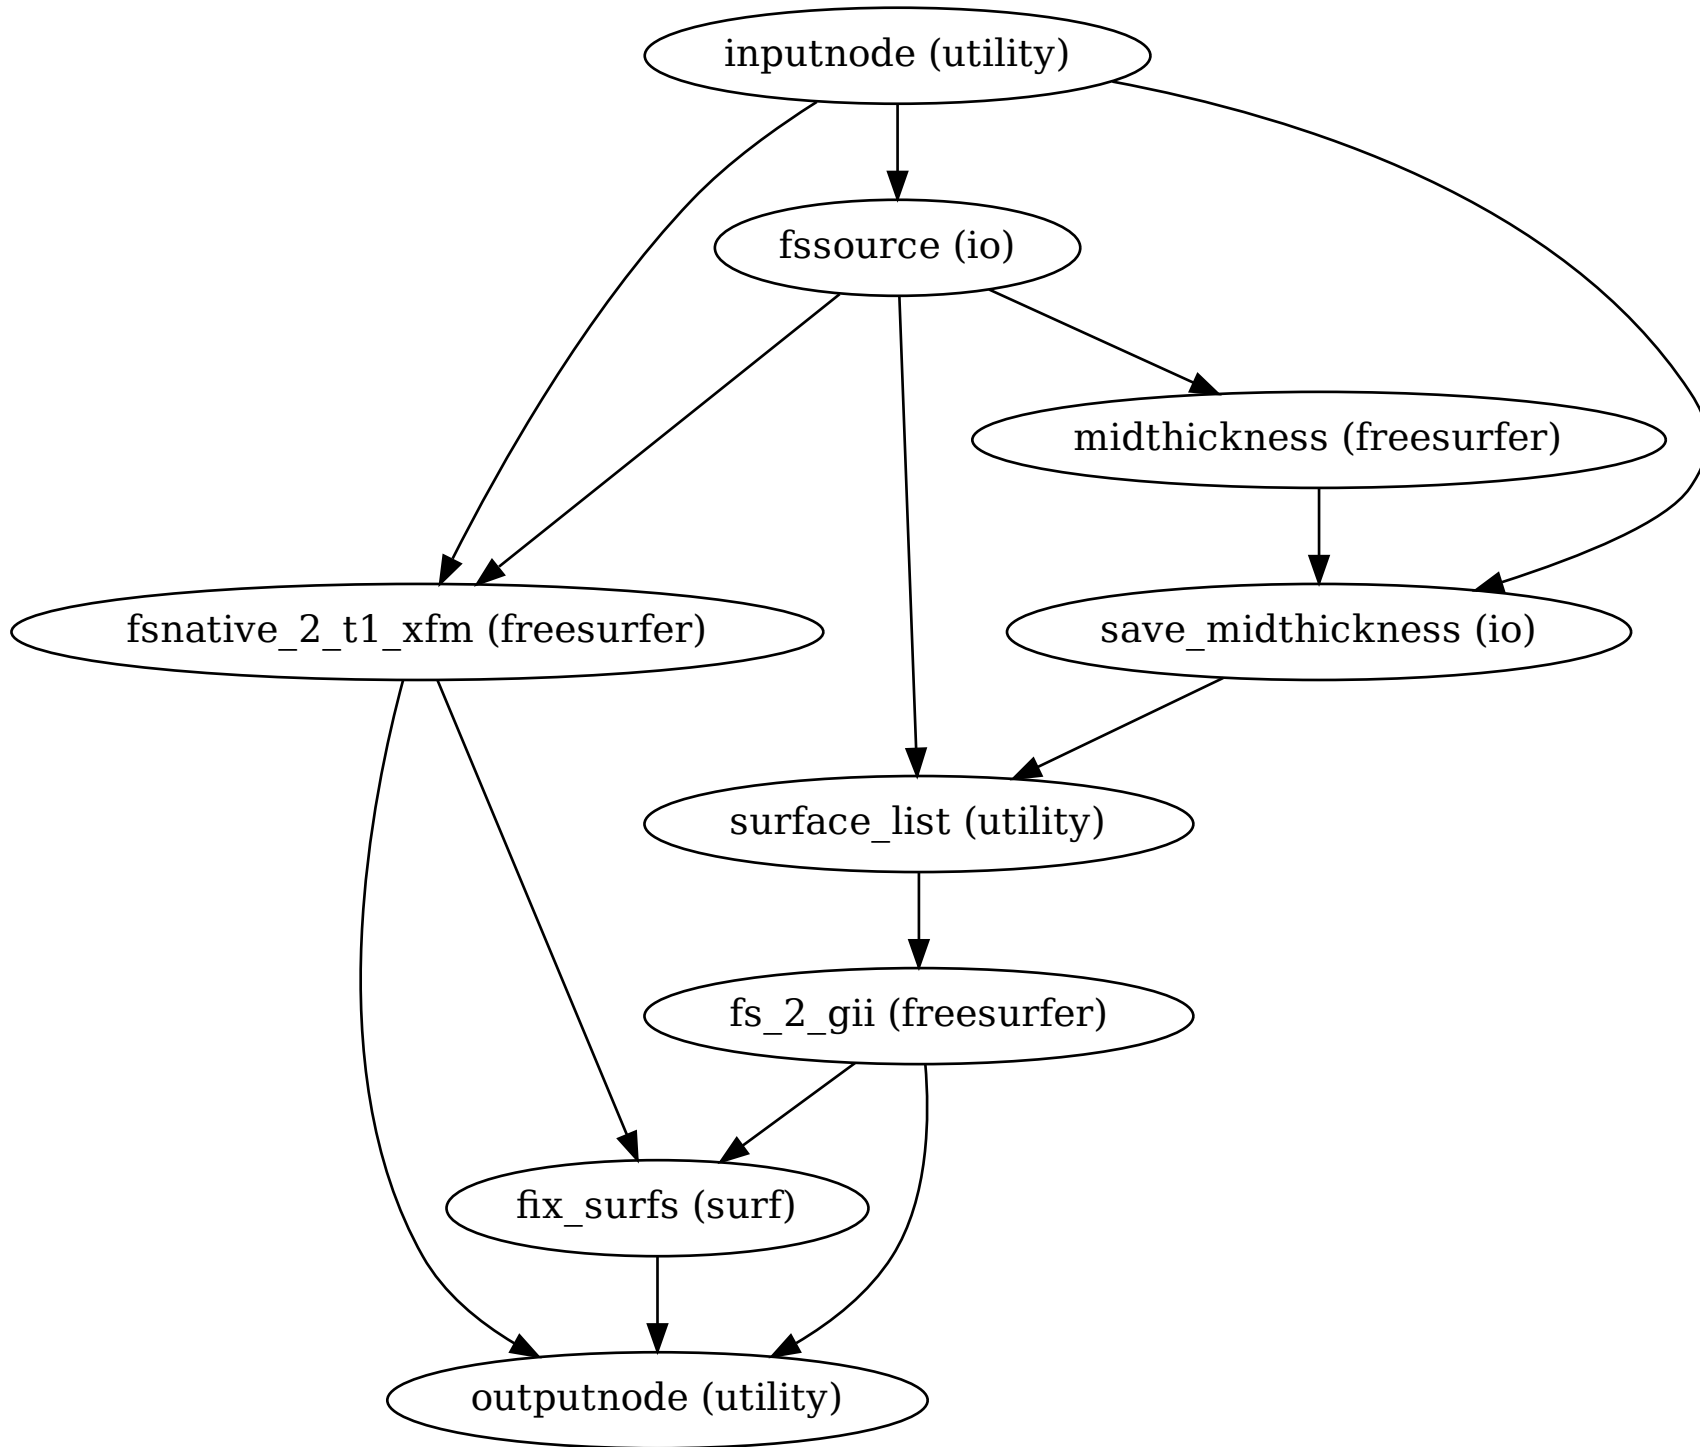 inputnode (utility)
fssource (io)
midthickness (freesurfer)
fsnative_2_t1_xfm (freesurfer)
save_midthickness (io)
surface_list (utility)
fs_2_gii (freesurfer)
fix_surfs (surf)
outputnode (utility)